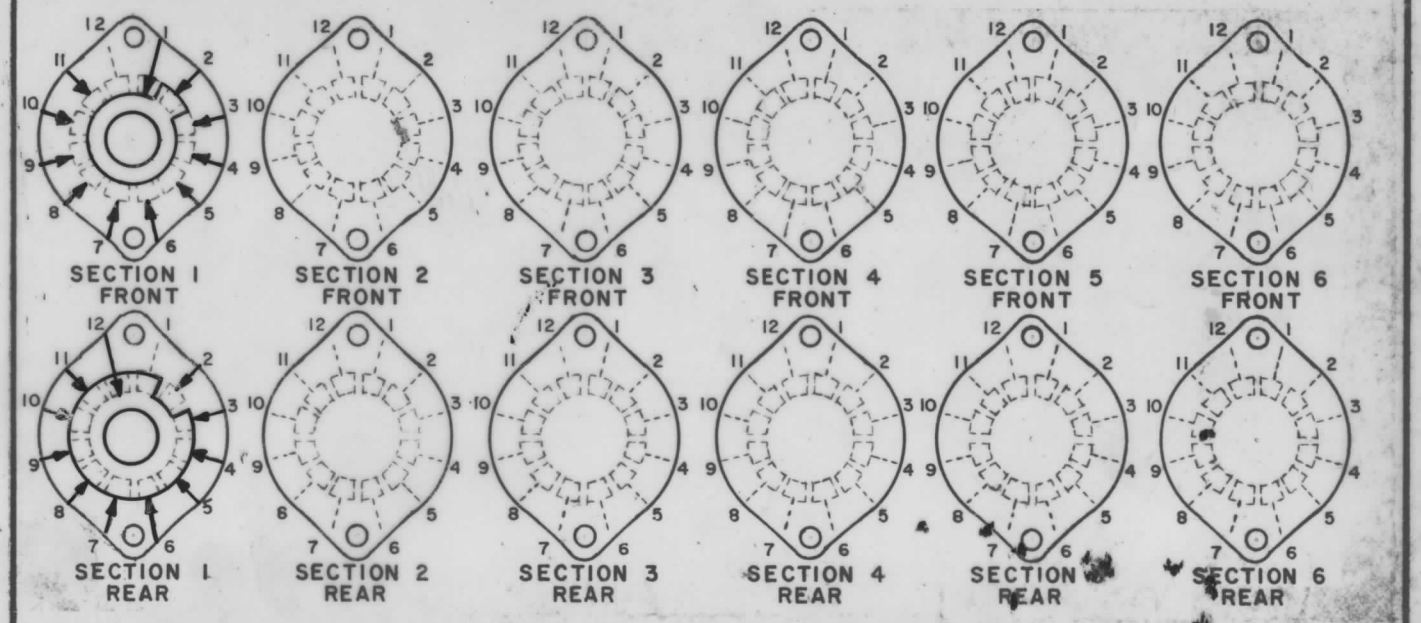 12 1 12 1 12 1 12 1 12 1 12 1
11 2 11 2 11 2 11 2 11 2 11 2
10 3 10 3 10 3 10 3 10 3 10 3
9 4 9 4 9 4 9 4 9 4 9 4
8 5 8 5 8 5 8 5 8 5 8 5
7 6 7 6 7 6 7 6 7 6 7 6
SECTION 1 SECTION 2 SECTION 3 SECTION 4 SECTION 5 SECTION 6
FRONT FRONT FRONT FRONT FRONT FRONT
12 1 12 1 12 1 12 1 12 1 12 1
11 2 11 2 11 2 11 2 11 2 11 2
10 3 10 3 10 3 10 3 10 3 10 3
9 4 9 4 9 4 9 4 9 4 9 4
8 5 8 5 8 5 8 5 8 5 8 5
7 6 7 6 7 6 7 6 7 6 7 6
SECTION 1 SECTION 2 SECTION 3 SECTION 4 SECTION SECTION 6
REAR REAR REAR REAR REAR REAR